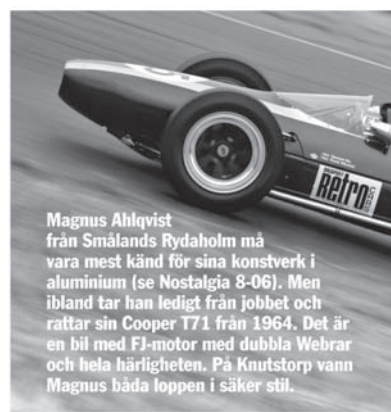 Retro
Magnus Ahlqvist
från Smålands Rydaholm må
vara mest känd för sina konstverk i
aluminium (se Nostalgia 8-06). Men
ibland tar han ledigt från jobbet och
rattar sin Cooper T71 från 1964. Det är
en bil med FJ-motor med dubbla Webrar
och hela härligheten. På Knutstorp vann
Magnus båda loppen i säker stil.